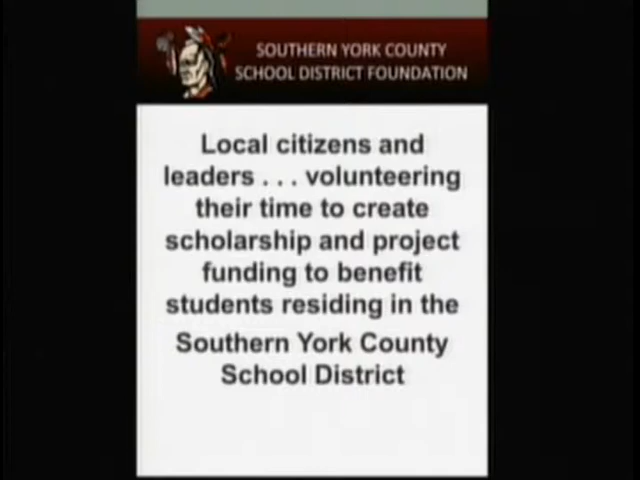 SOUTHERN YORK COUNTY
SCHOOL DISTRICT FOUNDATION
Local citizens and
leaders . . . volunteering
their time to create
scholarship and project
funding to benefit
students residing in the
Southern York County
School District